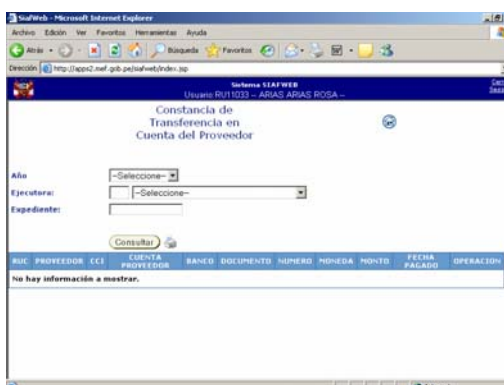 SiafWeb - Microsoft Internet Explorer
Archivo Edición Ver Favoritos Herramientas Ayuda
Atrás Búsqueda Favoritos
Dirección http://apps2.mef.gob.pe/siafweb/index.jsp
Sistema SIAFWEB
Usuario RU11033 -- ARIAS ARIAS ROSA --
Constancia de
Transferencia en
Cuenta del Proveedor
Año --Seleccione--
Ejecutora: --Seleccione--
Expediente:
Consultar
RUC PROVEEDOR CCI CUENTA PROVEEDOR BANCO DOCUMENTO NUMERO MONEDA MONTO FECHA PAGADO OPERACION
No hay información a mostrar.